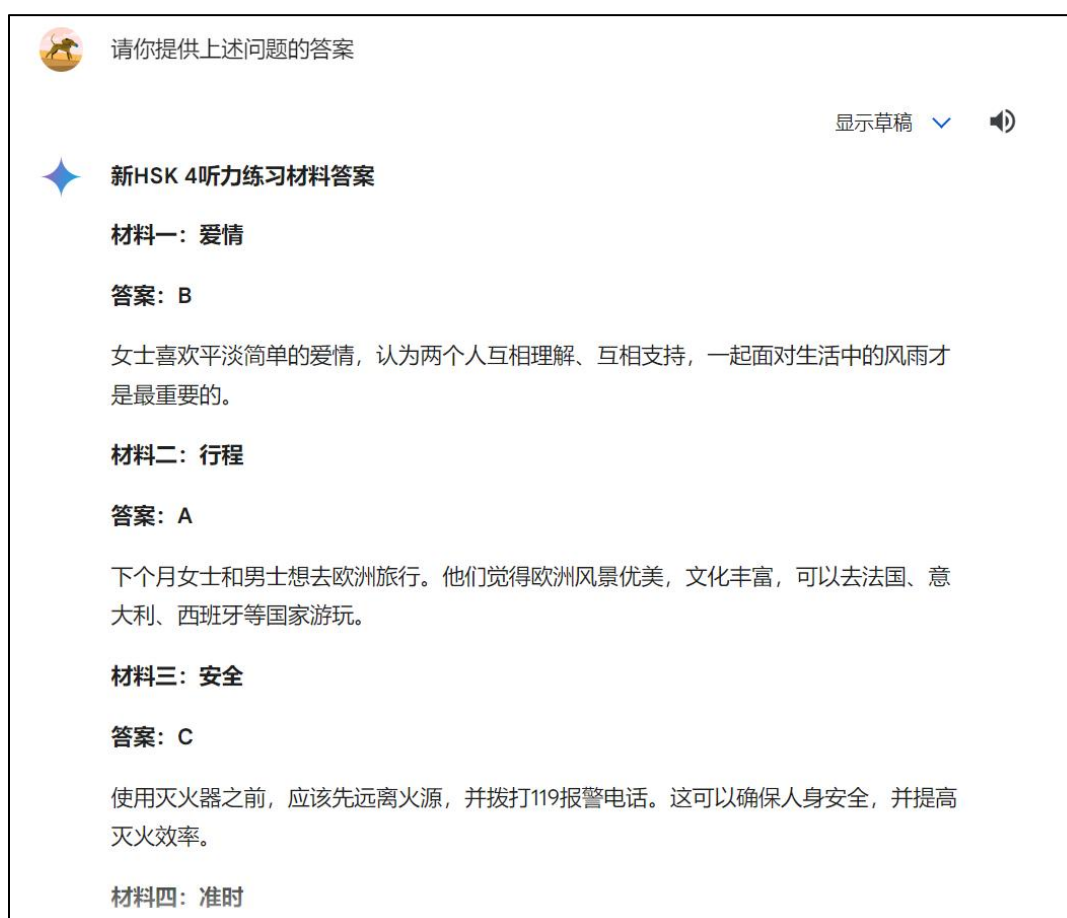 请你提供上述问题的答案
显示草稿
新HSK 4听力练习材料答案
材料一：爱情
答案：B
女士喜欢平淡简单的爱情，认为两个人互相理解、互相支持，一起面对生活中的风雨才
是最重要的。
材料二：行程
答案：A
下个月女士和男士想去欧洲旅行。他们觉得欧洲风景优美，文化丰富，可以去法国、意
大利、西班牙等国家游玩。
材料三：安全
答案：C
使用灭火器之前，应该先远离火源，并拨打119报警电话。这可以确保人身安全，并提高
灭火效率。
材料四：准时